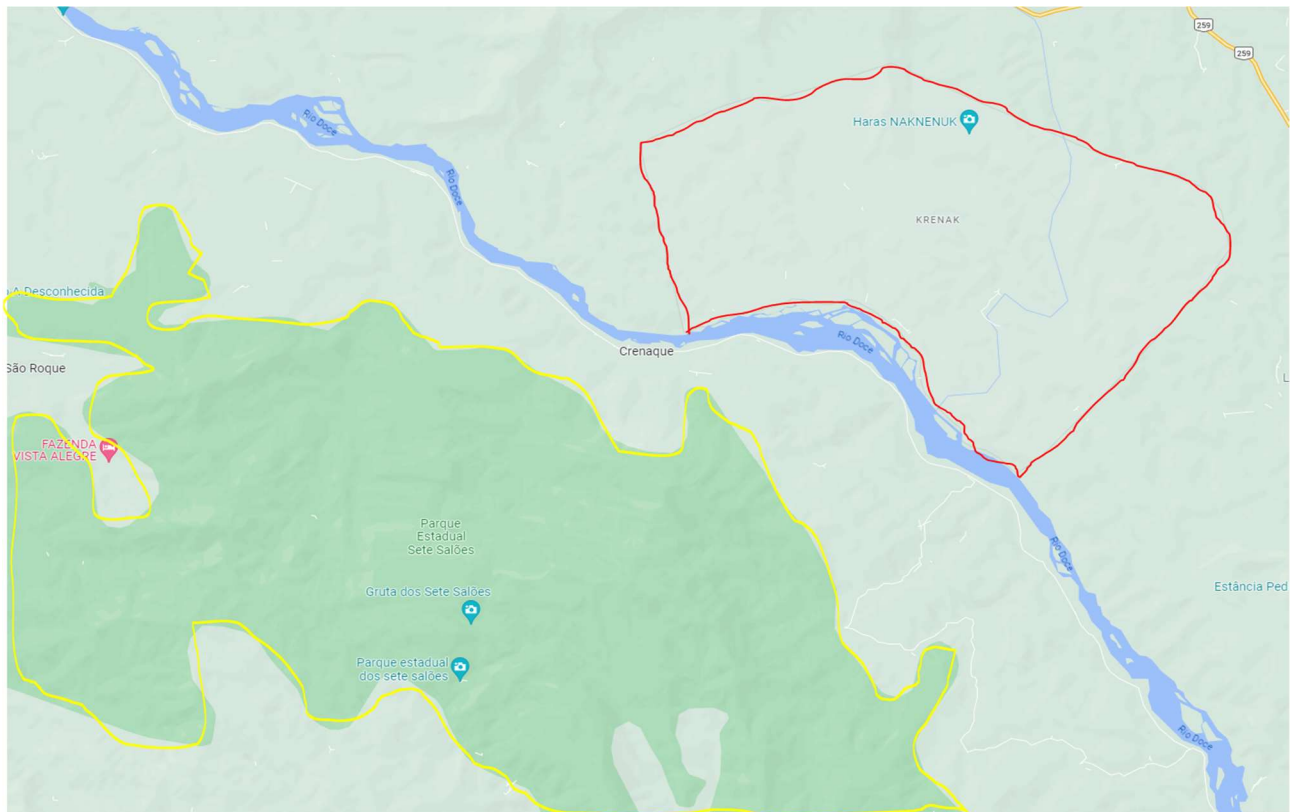 259
259
Rio Doce
Haras NAKNENUK
Rio Doce
KRENAK
A Desconhecida
Rio Doce
Crenaque
São Roque
FAZENDA
VISTA ALEGRE
Parque
Estadual
Sete Salões
Rio Doce
Estância Ped
Gruta dos Sete Salões
Parque estadual
dos sete salões
Rio Doce